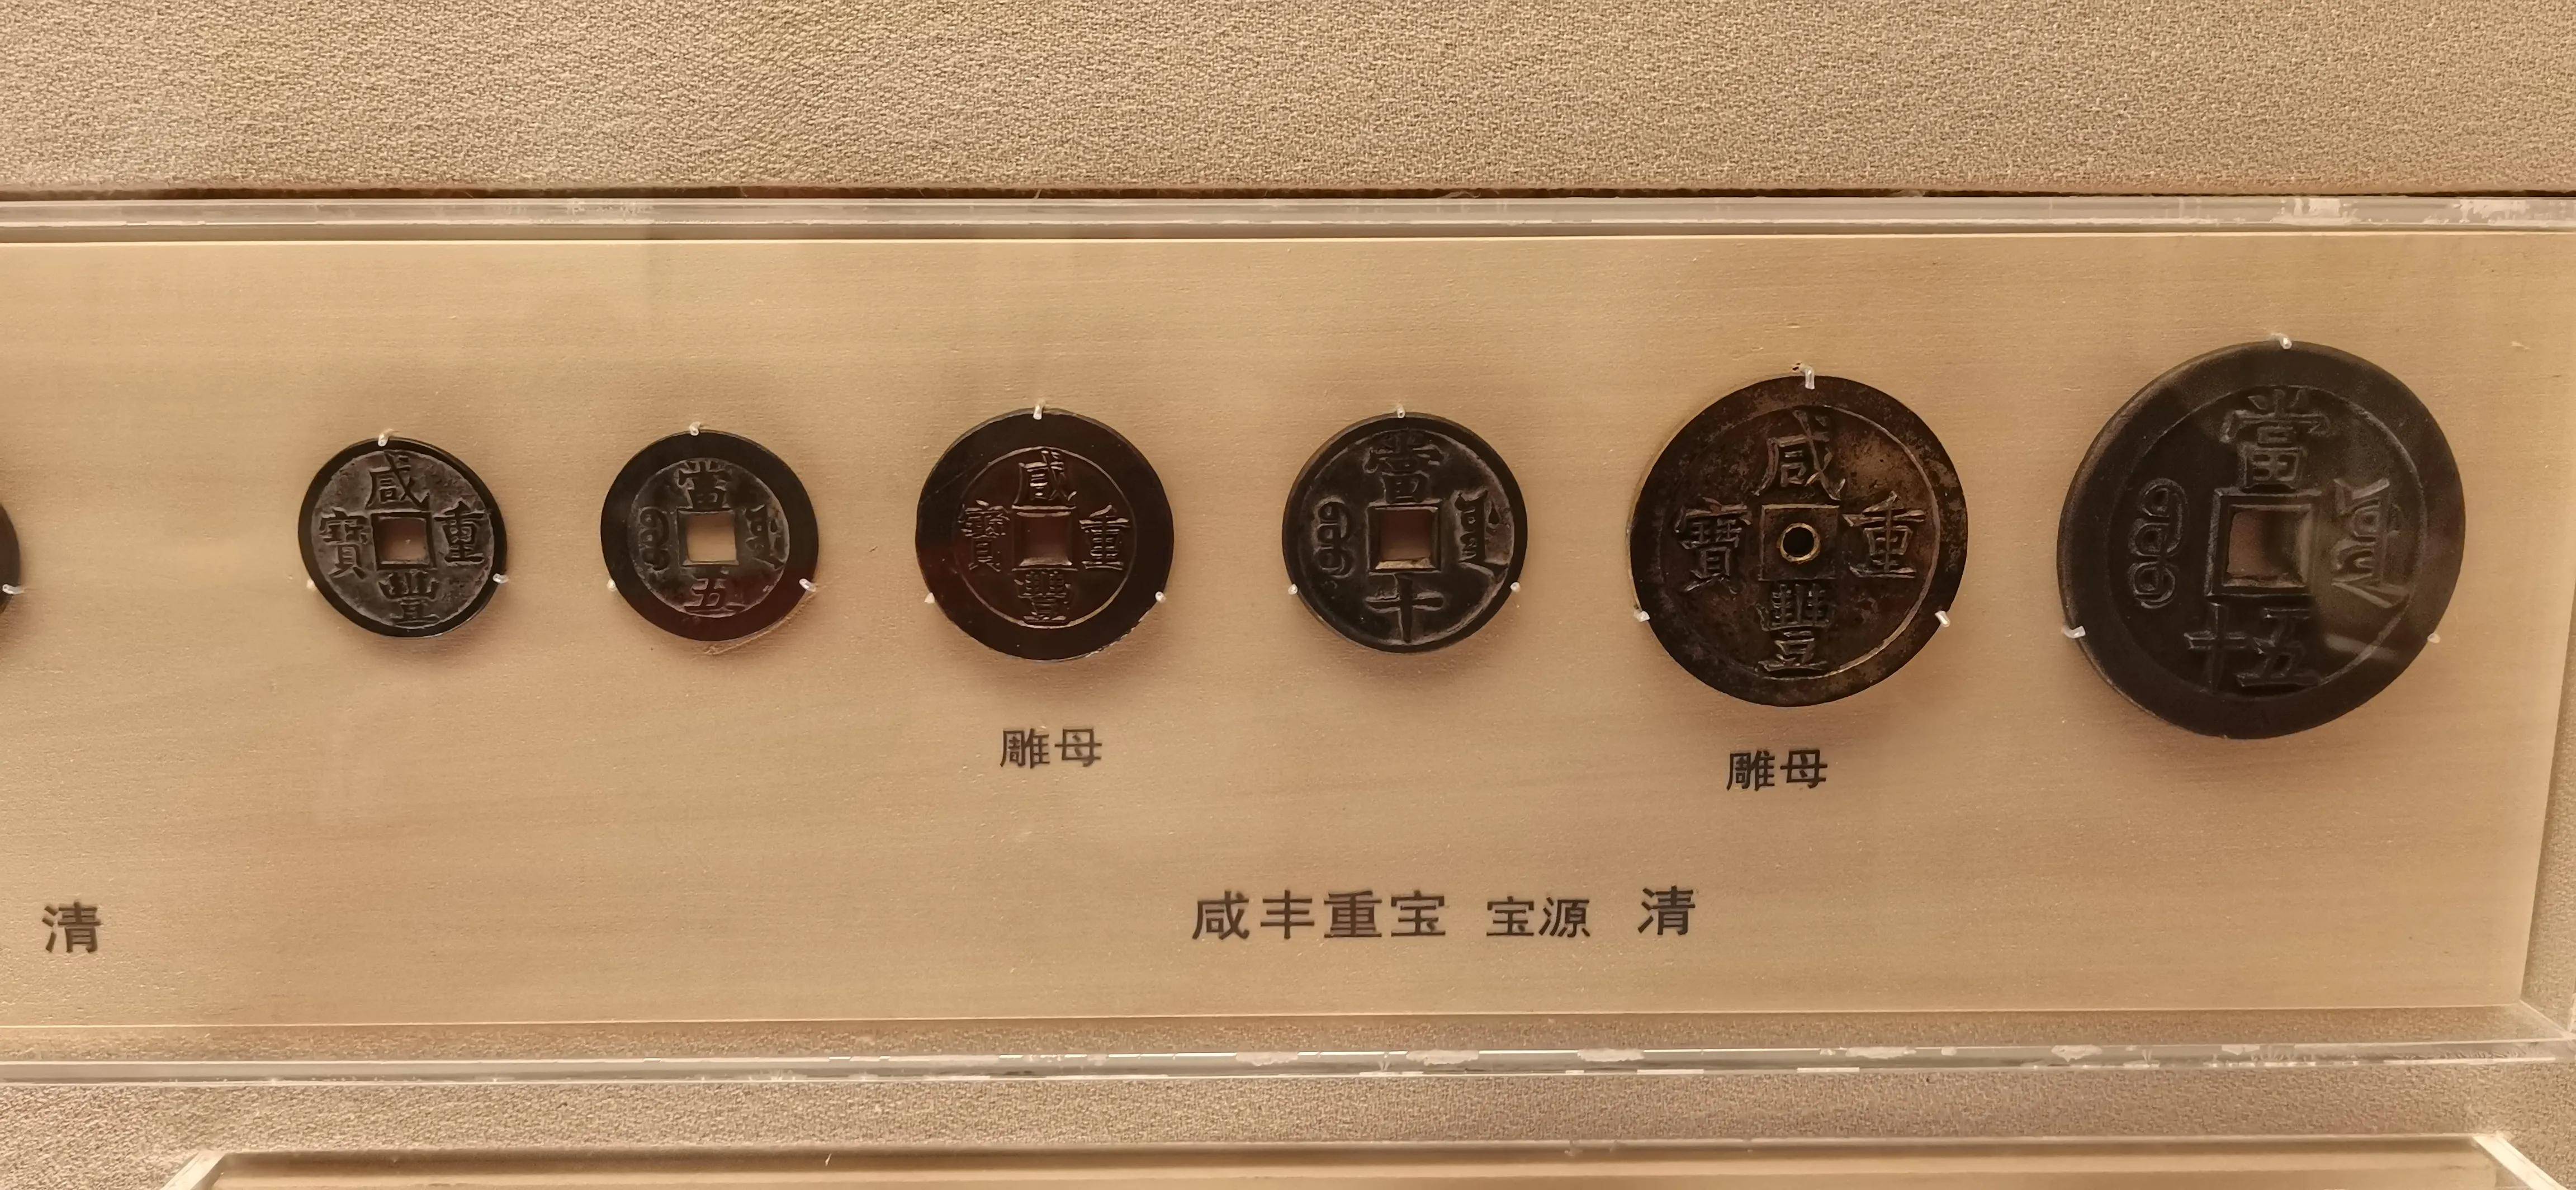 咸豐重寶
當五
咸豐重寶
當十
咸豐重寶
當五十
雕母
雕母
清
咸丰重宝 宝源 清